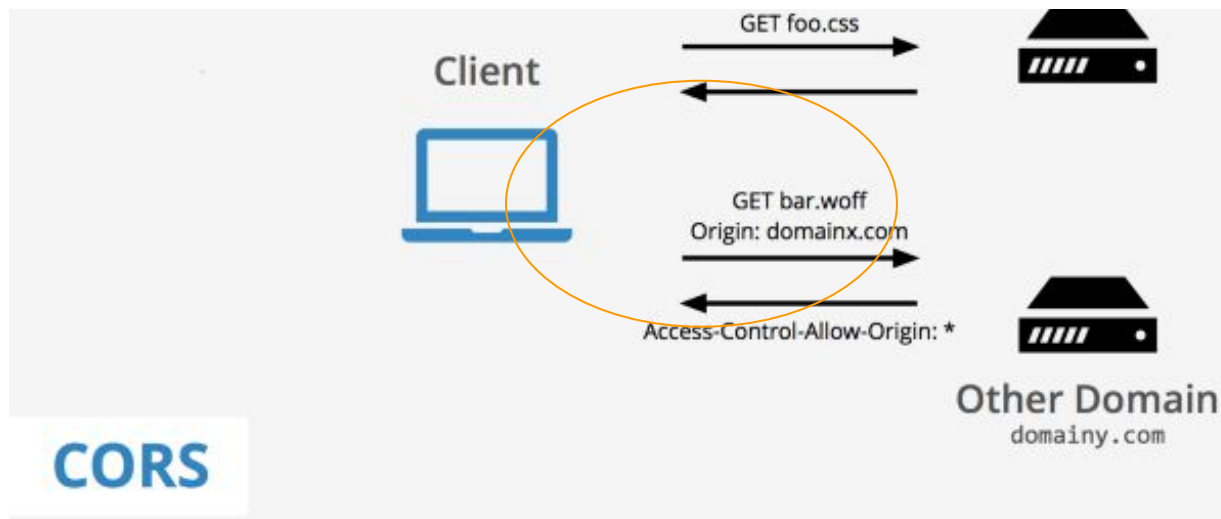 GET foo.css
Client
GET bar.woff
Origin: domainx.com
Access-Control-Allow-Origin: *
Other Domain
domainy.com
CORS